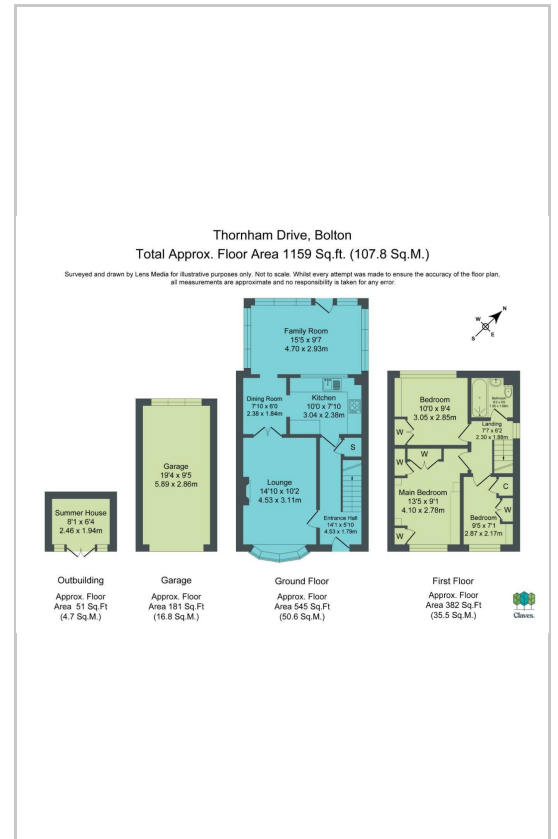 Thornham Drive, Bolton
Total Approx. Floor Area 1159 Sq.ft. (107.8 Sq.M.)
Surveyed and drawn by Lens Media for illustrative purposes only. Not to scale. Whilst every attempt was made to ensure the accuracy of the floor plan,
all measurements are approximate and no responsibility is taken for any error.
N
W
S
E
Family Room
15'5 x 9'7
4.70 x 2.93m
Dining Room
7'10 x 6'0
2.38 x 1.84m
Kitchen
10'0 x 7'10
3.04 x 2.38m
S
Lounge
14'10 x 10'2
4.53 x 3.11m
Entrance Hall
14'1 x 5'10
4.53 x 1.79m
Garage
19'4 x 9'5
5.89 x 2.86m
Summer House
8'1 x 6'4
2.46 x 1.94m
Bedroom
10'0 x 9'4
3.05 x 2.85m
Bathroom
Landing
7'7 x 6'2
2.30 x 1.88m
W
W
W
W
Main Bedroom
13'5 x 9'1
4.10 x 2.78m
C
W
Bedroom
9'5 x 7'1
2.87 x 2.17m
Outbuilding
Approx. Floor
Area 51 Sq.Ft
(4.7 Sq.M.)
Garage
Approx. Floor
Area 181 Sq.Ft
(16.8 Sq.M.)
Ground Floor
Approx. Floor
Area 545 Sq.Ft
(50.6 Sq.M.)
First Floor
Approx. Floor
Area 382 Sq.Ft
(35.5 Sq.M.)
Claves.